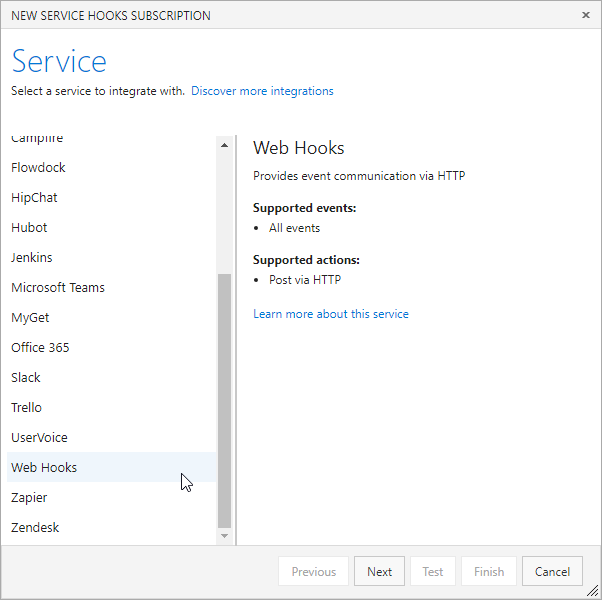 NEW SERVICE HOOKS SUBSCRIPTION
Service
Select a service to integrate with. Discover more integrations
Campfire
Flowdock
HipChat
Hubot
Jenkins
Microsoft Teams
MyGet
Office 365
Slack
Trello
UserVoice
Web Hooks
Zapier
Zendesk
Web Hooks
Provides event communication via HTTP
Supported events:
• All events
Supported actions:
• Post via HTTP
Learn more about this service
Previous Next Test Finish Cancel